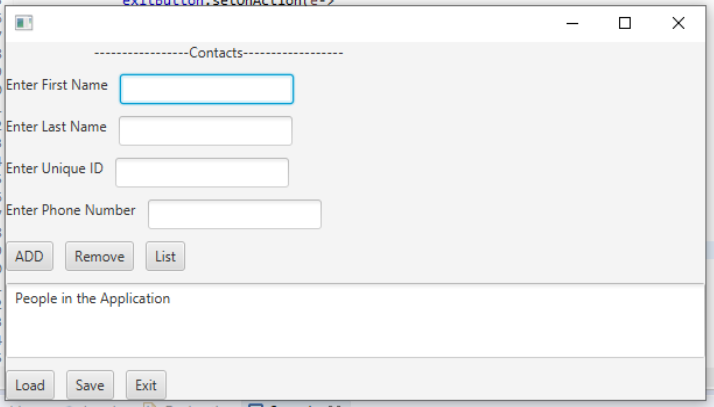 exitButton.setOnAction(e->
-----------------Contacts------------------
Enter First Name
Enter Last Name
Enter Unique ID
Enter Phone Number
ADD Remove List
People in the Application
Load Save Exit